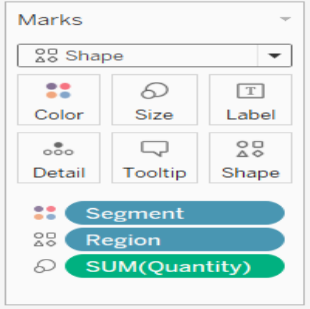 Marks
Shape
Color Size Label
Detail Tooltip Shape
Segment
Region
SUM(Quantity)